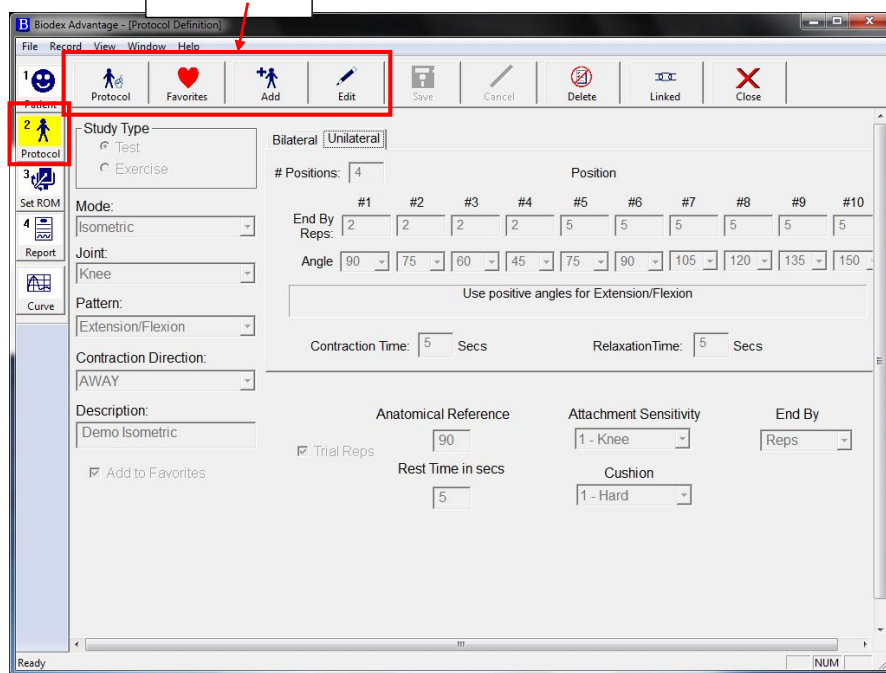 Biodex Advantage - [Protocol Definition]
File Record View Window Help
Protocol Favorites Add Edit Save Cancel Delete Linked Close
1
Patient
2
Protocol
3
Set ROM
4
Report
Curve
Study Type
Test
Exercise
Mode:
Isometric
Joint:
Knee
Pattern:
Extension/Flexion
Contraction Direction:
AWAY
Description:
Demo Isometric
Add to Favorites
Bilateral Unilateral
# Positions: 4 Position
#1 #2 #3 #4 #5 #6 #7 #8 #9 #10
End By Reps: 2 2 2 2 5 5 5 5 5 5
Angle 90 75 60 45 75 90 105 120 135 150
Use positive angles for Extension/Flexion
Contraction Time: 5 Secs RelaxationTime: 5 Secs
Anatomical Reference Attachment Sensitivity End By
Trial Reps 90 1 - Knee Reps
Rest Time in secs Cushion
5 1 - Hard
Ready NUM